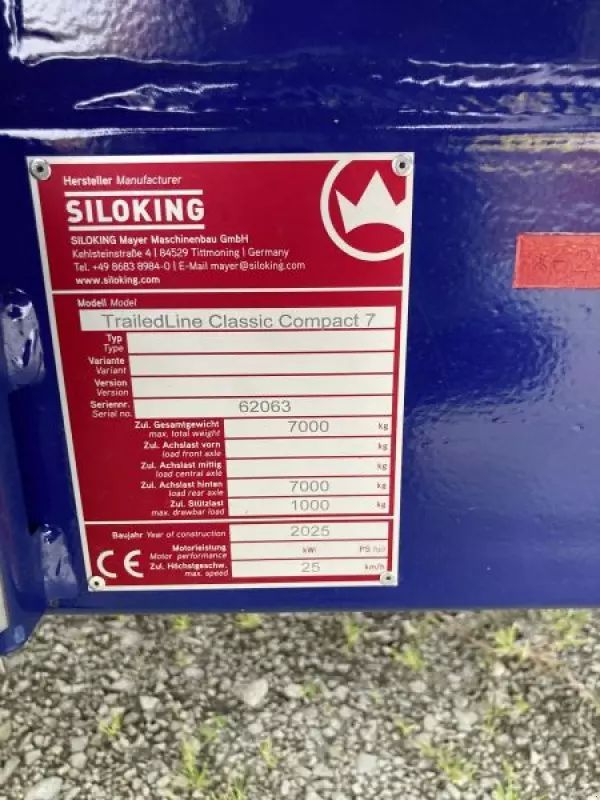 Hersteller Manufacturer
SILOKING
SILOKING Mayer Maschinenbau GmbH
Kehlsteinstraße 4 | 84529 Tittmoning | Germany
Tel. +49 8683 8984-0 | E-Mail mayer@siloking.com
www.siloking.com
Modell Model
TrailedLine Classic Compact 7
Typ
Type
Variante
Variant
Version
Version
Seriennr.
Serial no.
62063
Zul. Gesamtgewicht
max. total weight
7000 kg
Zul. Achslast vorn
load front axle
kg
Zul. Achslast mittig
load central axle
kg
Zul. Achslast hinten
load rear axle
7000 kg
Zul. Stützlast
max. drawbar load
1000 kg
Baujahr Year of construction
2025
Motorleistung
Motor performance
kW PS
Zul. Höchstgeschw.
max. speed
25 km/h
CE